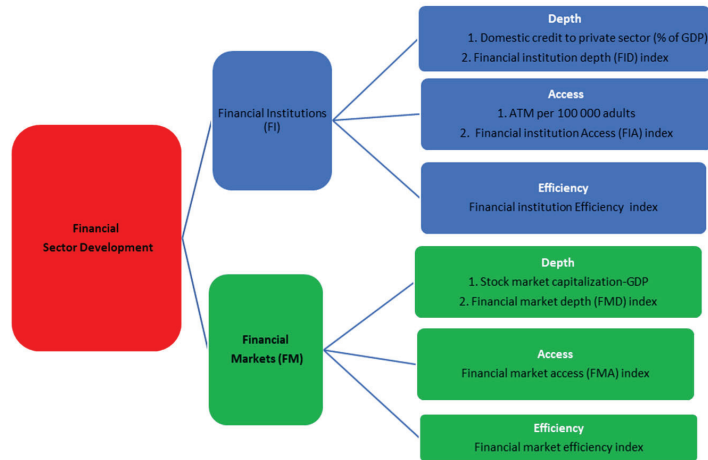 Financial
Sector Development
Financial Institutions
(FI)
Financial
Markets (FM)
Depth
1. Domestic credit to private sector (% of GDP)
2. Financial institution depth (FID) index
Access
1. ATM per 100 000 adults
2. Financial institution Access (FIA) index
Efficiency
Financial institution Efficiency index
Depth
1. Stock market capitalization-GDP
2. Financial market depth (FMD) index
Access
Financial market access (FMA) index
Efficiency
Financial market efficiency index